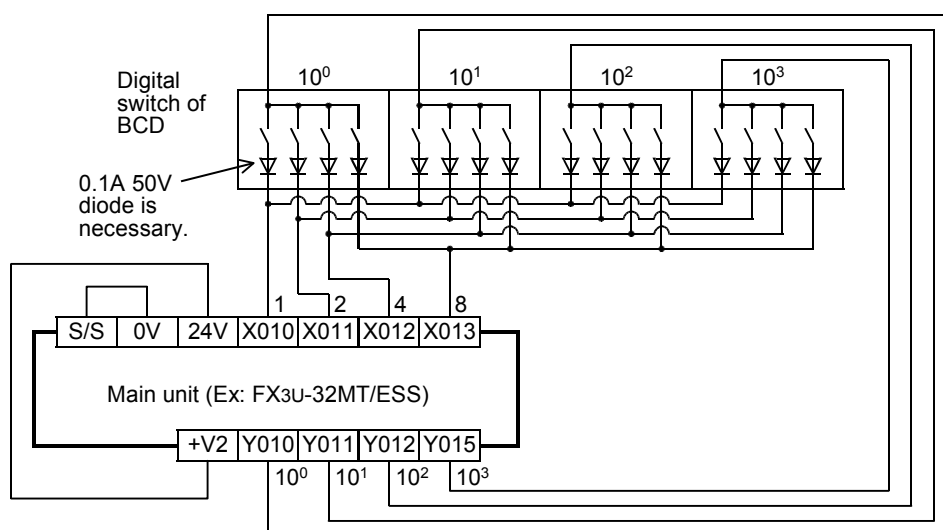 10⁰ 10¹ 10² 10³
Digital
switch of
BCD
0.1A 50V
diode is
necessary.
1 2 4 8
S/S 0V 24V X010 X011 X012 X013
Main unit (Ex: FX3U-32MT/ESS)
+V2 Y010 Y011 Y012 Y015
10⁰ 10¹ 10² 10³